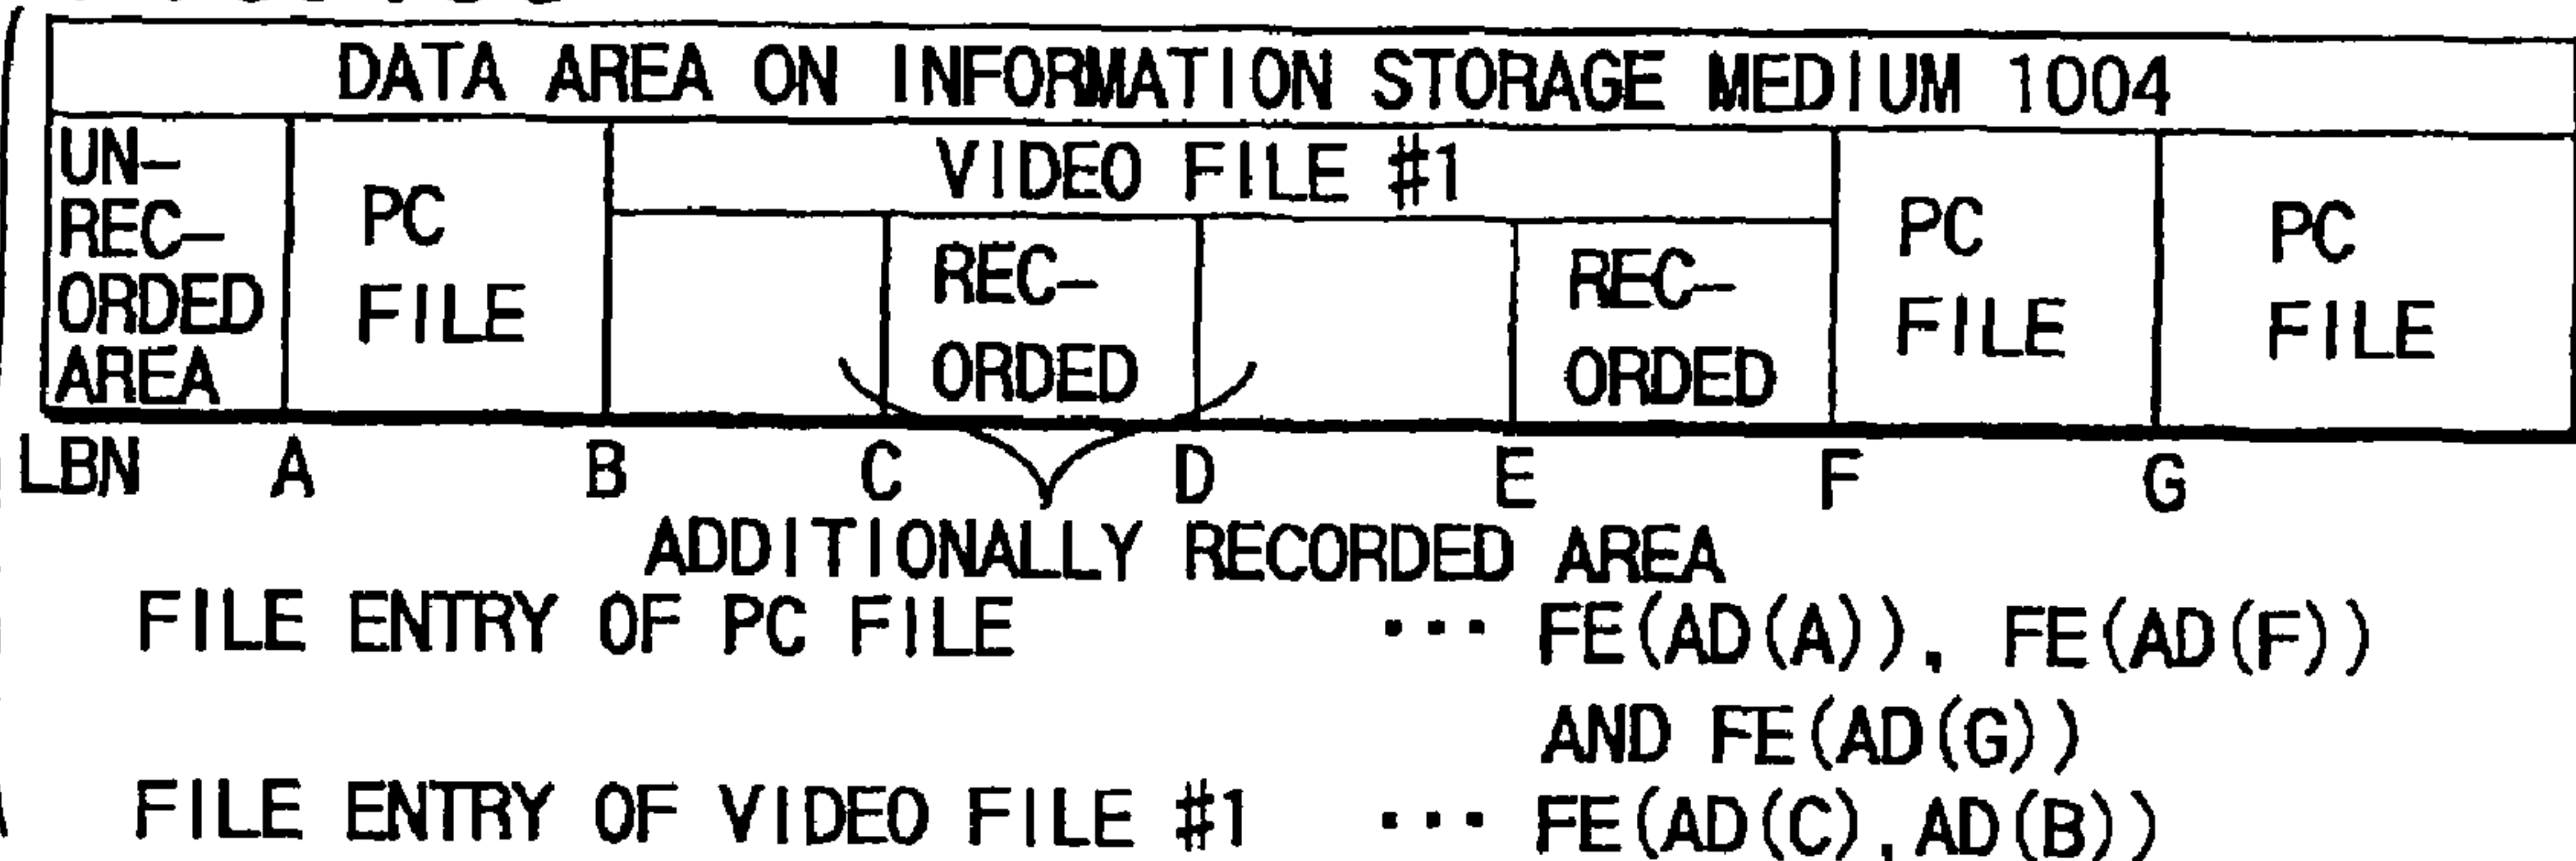 DATA AREA ON INFORMATION STORAGE MEDIUM 1004
UN-
REC-
ORDED
AREA
PC
FILE
VIDEO FILE #1
REC-
ORDED
REC-
ORDED
PC
FILE
PC
FILE
LBN A B C D E F G
ADDITIONALLY RECORDED AREA
FILE ENTRY OF PC FILE ··· FE(AD(A)), FE(AD(F))
AND FE(AD(G))
FILE ENTRY OF VIDEO FILE #1 ··· FE(AD(C), AD(B))